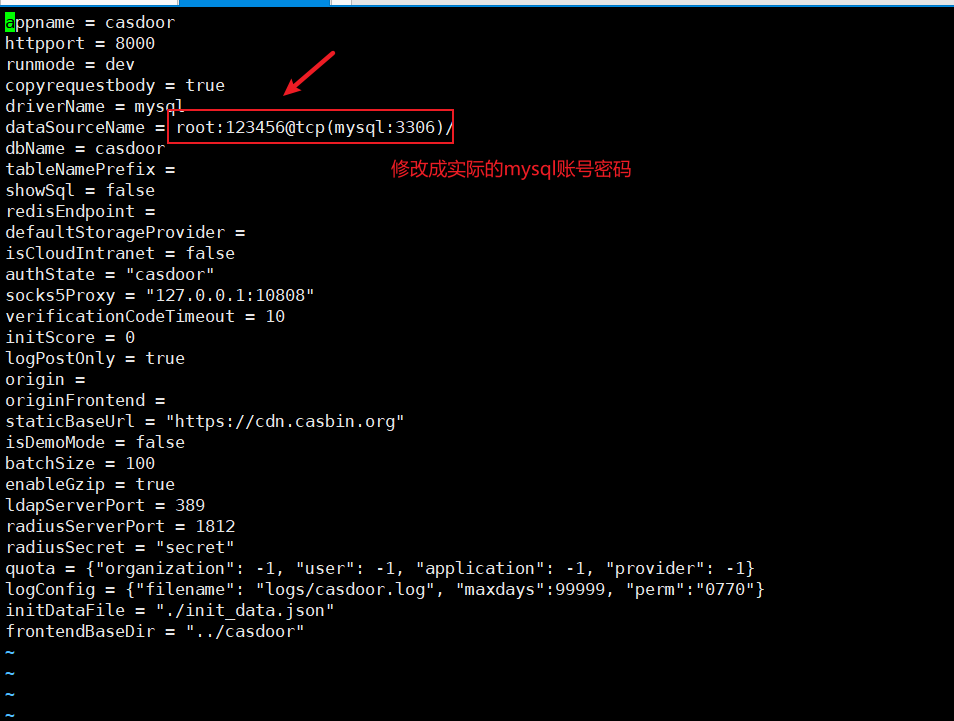 appname = casdoor
httpport = 8000
runmode = dev
copyrequestbody = true
driverName = mysql
dataSourceName = root:123456@tcp(mysql:3306)/
dbName = casdoor
修改成实际的mysql账号密码
tableNamePrefix =
showSql = false
redisEndpoint =
defaultStorageProvider =
isCloudIntranet = false
authState = "casdoor"
socks5Proxy = "127.0.0.1:10808"
verificationCodeTimeout = 10
initScore = 0
logPostOnly = true
origin =
originFrontend =
staticBaseUrl = "https://cdn.casbin.org"
isDemoMode = false
batchSize = 100
enableGzip = true
ldapServerPort = 389
radiusServerPort = 1812
radiusSecret = "secret"
quota = {"organization": -1, "user": -1, "application": -1, "provider": -1}
logConfig = {"filename": "logs/casdoor.log", "maxdays":99999, "perm":"0770"}
initDataFile = "./init_data.json"
frontendBaseDir = "../casdoor"
~
~
~
~